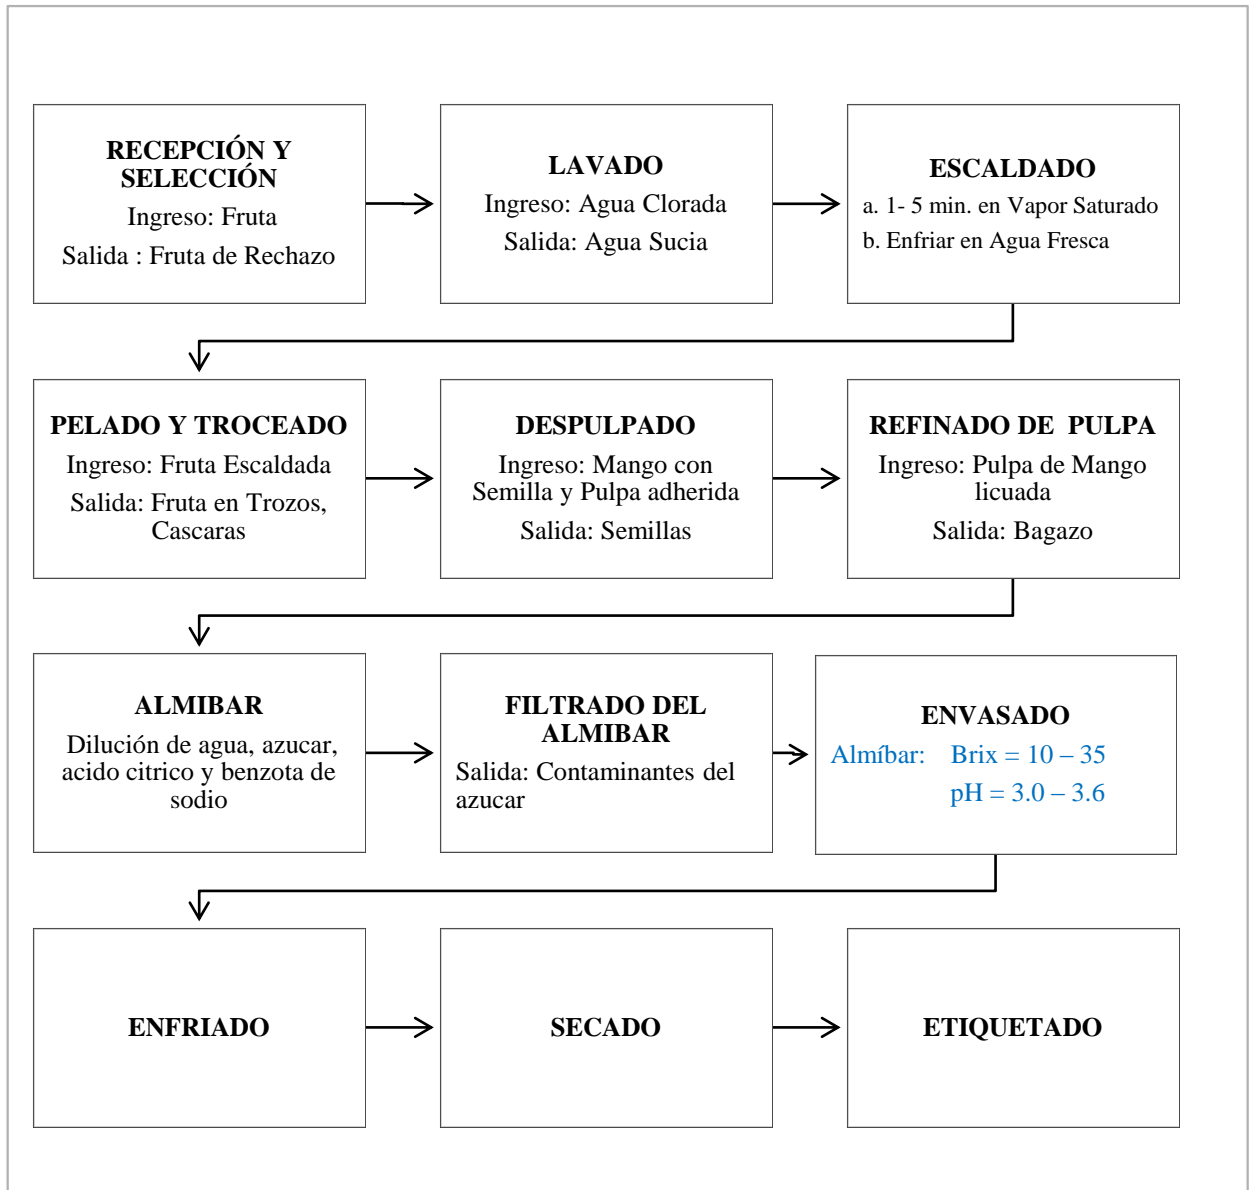 RECEPCIÓN Y
SELECCIÓN
Ingreso: Fruta
Salida : Fruta de Rechazo
LAVADO
Ingreso: Agua Clorada
Salida: Agua Sucia
ESCALDADO
a. 1- 5 min. en Vapor Saturado
b. Enfriar en Agua Fresca
PELADO Y TROCEADO
Ingreso: Fruta Escaldada
Salida: Fruta en Trozos,
Cascaras
DESPULPADO
Ingreso: Mango con
Semilla y Pulpa adherida
Salida: Semillas
REFINADO DE PULPA
Ingreso: Pulpa de Mango
licuada
Salida: Bagazo
ALMIBAR
Dilución de agua, azucar,
acido citrico y benzota de
sodio
FILTRADO DEL
ALMIBAR
Salida: Contaminantes del
azucar
ENVASADO
Almíbar: Brix = 10 – 35
pH = 3.0 – 3.6
ENFRIADO
SECADO
ETIQUETADO